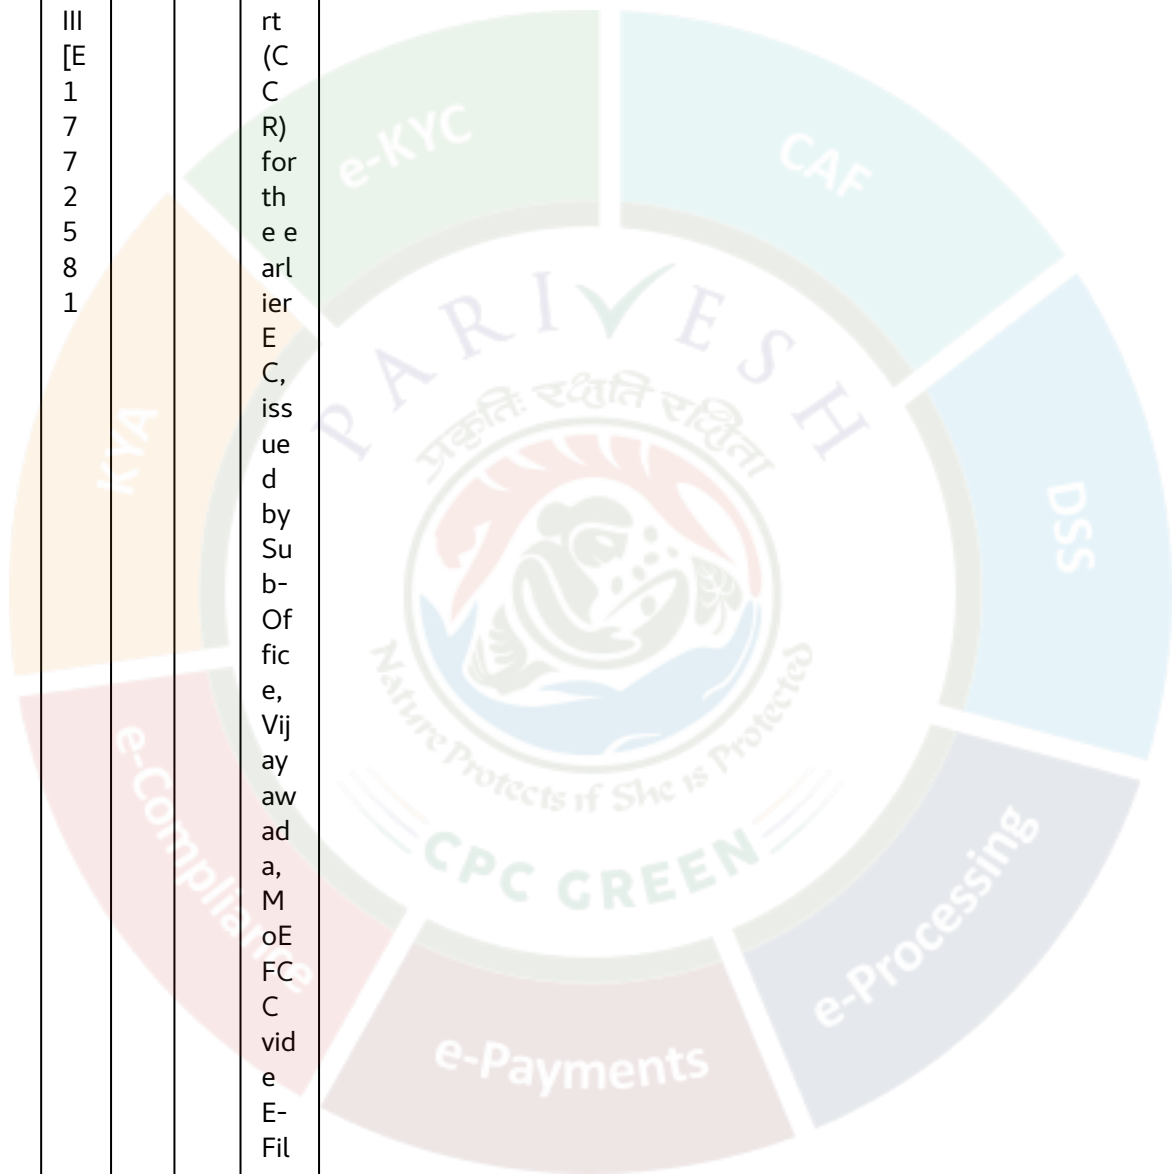 III
[E
1
7
7
2
5
8
1
rt
(C
C
R)
for
th
e e
arl
ier
E
C,
iss
ue
d
by
Su
b-
Of
fic
e,
Vij
ay
aw
ad
a,
M
oE
FC
C
vid
e
E-
Fil
e-KYC
CAF
KYA
DSS
PARIVESH
प्रकृतिः रक्षति रक्षिता
Nature Protects if She is Protected
CPC GREEN
e-Compliance
e-Processing
e-Payments